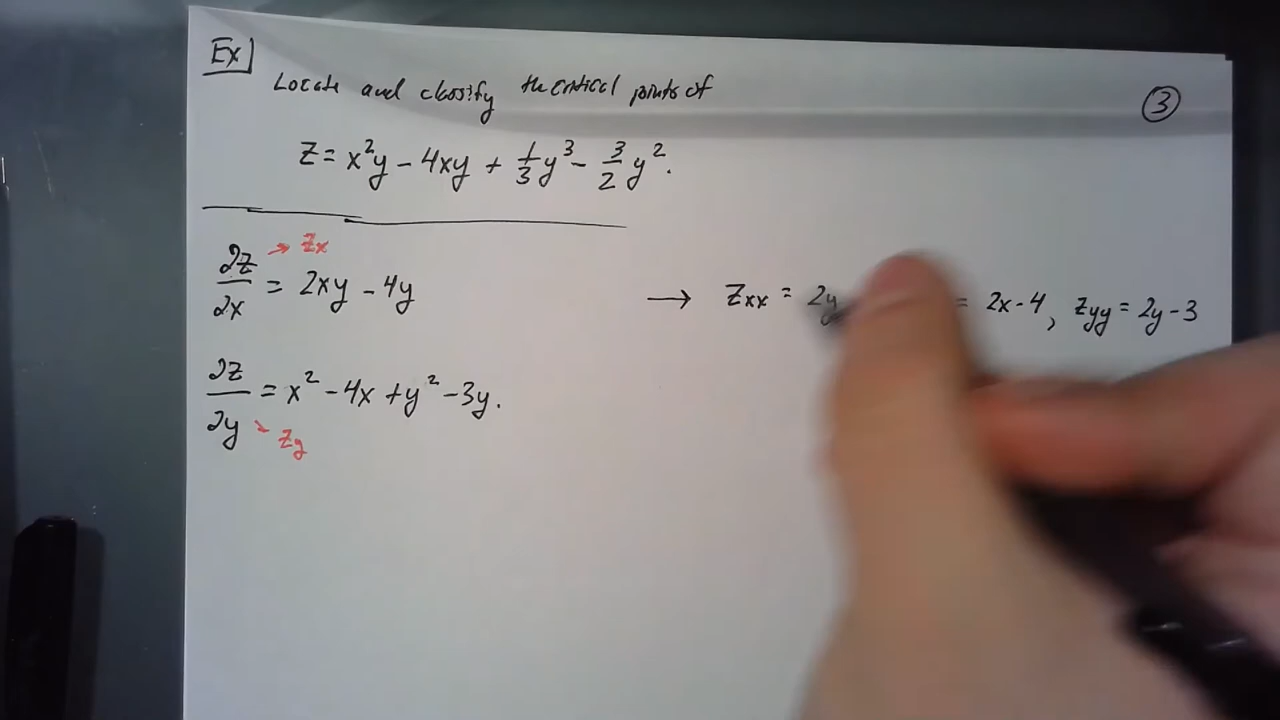 Ex
Locate and classify the critical points of
③
z = x²y - 4xy + 1/3 y³ - 3/2 y².
∂z/∂x = 2xy - 4y
→ zx
→ zxx = 2y = 2x - 4, zyy = 2y - 3
∂z/∂y = x² - 4x + y² - 3y.
→ zy